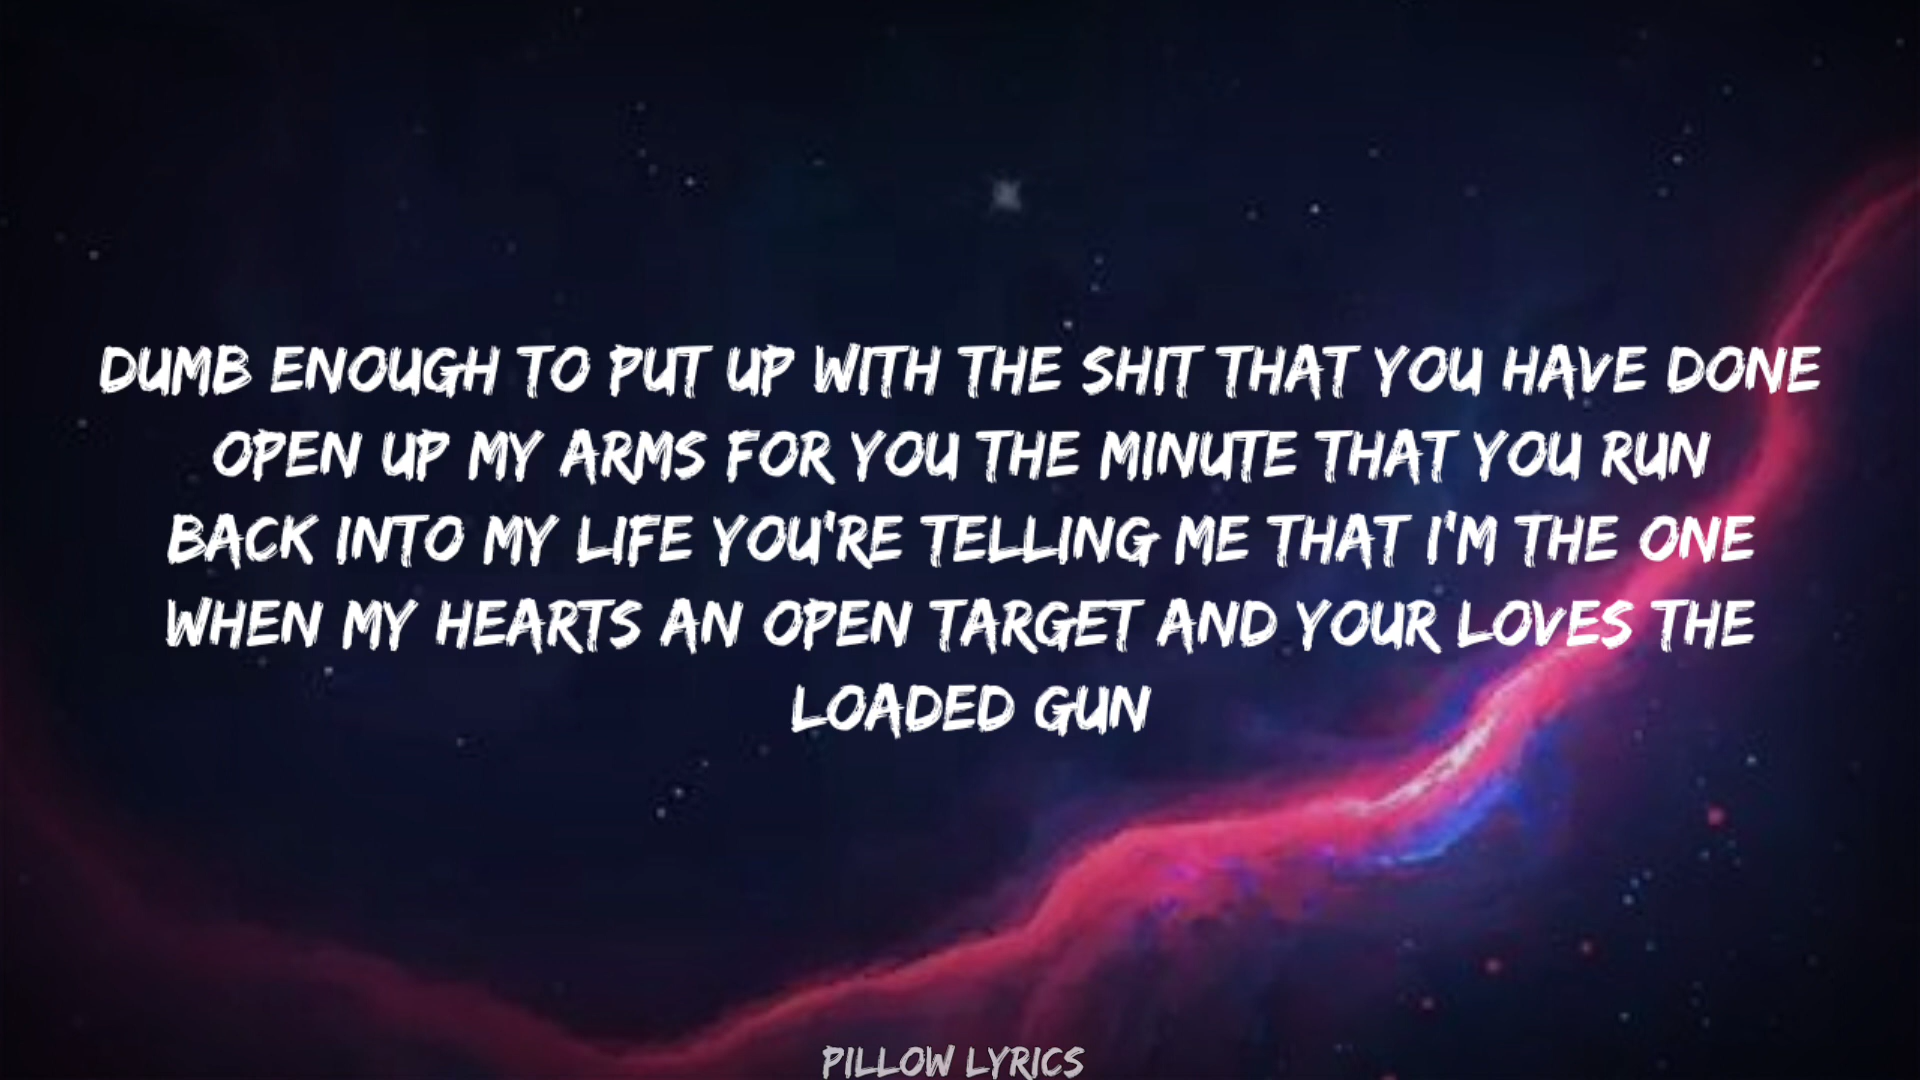 DUMB ENOUGH TO PUT UP WITH THE SHIT THAT YOU HAVE DONE
OPEN UP MY ARMS FOR YOU THE MINUTE THAT YOU RUN
BACK INTO MY LIFE YOU'RE TELLING ME THAT I'M THE ONE
WHEN MY HEARTS AN OPEN TARGET AND YOUR LOVES THE
LOADED GUN
PILLOW LYRICS